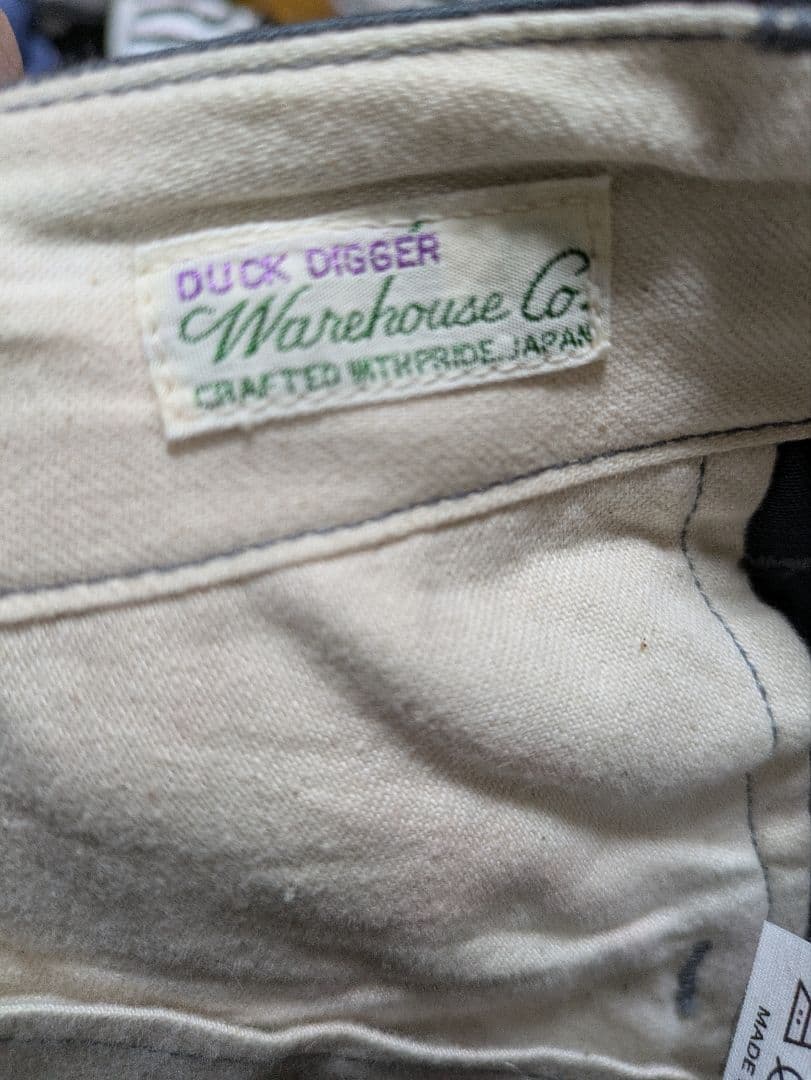 DUCK DIGGER
Warehouse Co.
CRAFTED WITH PRIDE. JAPAN
MADE